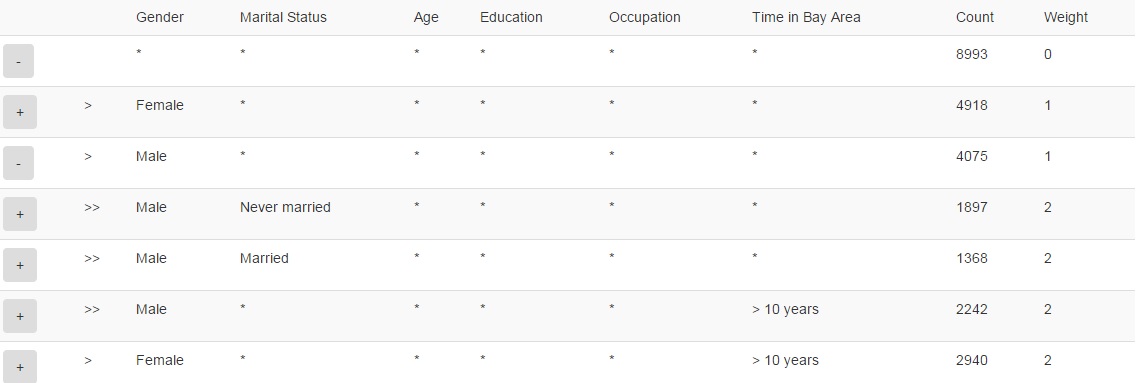 Gender Marital Status Age Education Occupation Time in Bay Area Count Weight
- * * * * * * 8993 0
+ > Female * * * * * 4918 1
- > Male * * * * * 4075 1
+ >> Male Never married * * * * 1897 2
+ >> Male Married * * * * 1368 2
+ >> Male * * * * > 10 years 2242 2
+ > Female * * * * > 10 years 2940 2